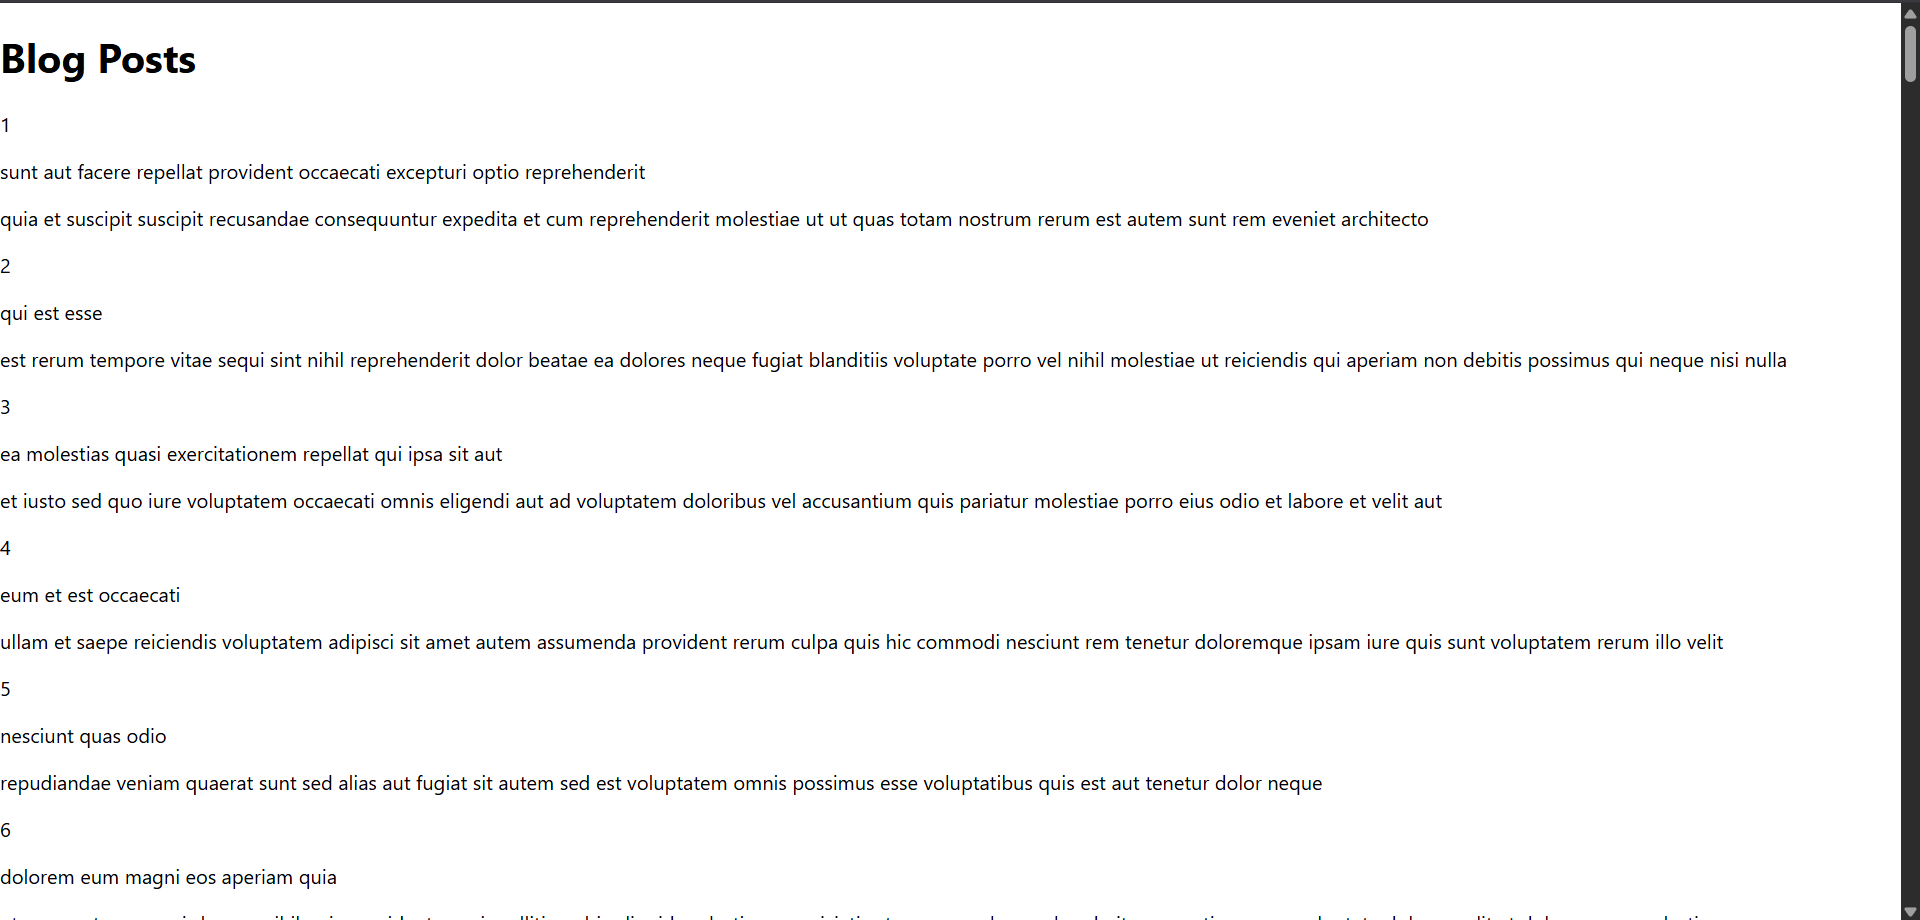 Blog Posts
1
sunt aut facere repellat provident occaecati excepturi optio reprehenderit
quia et suscipit suscipit recusandae consequuntur expedita et cum reprehenderit molestiae ut ut quas totam nostrum rerum est autem sunt rem eveniet architecto
2
qui est esse
est rerum tempore vitae sequi sint nihil reprehenderit dolor beatae ea dolores neque fugiat blanditiis voluptate porro vel nihil molestiae ut reiciendis qui aperiam non debitis possimus qui neque nisi nulla
3
ea molestias quasi exercitationem repellat qui ipsa sit aut
et iusto sed quo iure voluptatem occaecati omnis eligendi aut ad voluptatem doloribus vel accusantium quis pariatur molestiae porro eius odio et labore et velit aut
4
eum et est occaecati
ullam et saepe reiciendis voluptatem adipisci sit amet autem assumenda provident rerum culpa quis hic commodi nesciunt rem tenetur doloremque ipsam iure quis sunt voluptatem rerum illo velit
5
nesciunt quas odio
repudiandae veniam quaerat sunt sed alias aut fugiat sit autem sed est voluptatem omnis possimus esse voluptatibus quis est aut tenetur dolor neque
6
dolorem eum magni eos aperiam quia